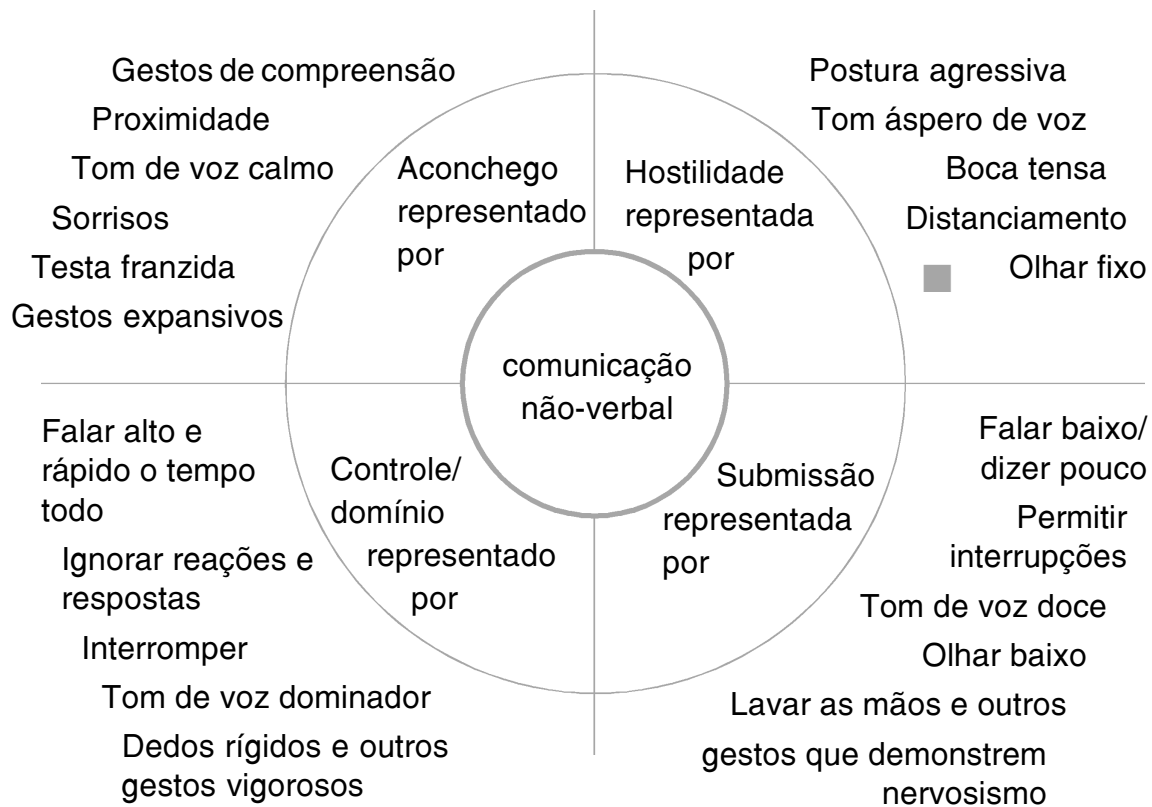 Gestos de compreensão
Proximidade
Tom de voz calmo
Sorrisos
Testa franzida
Gestos expansivos
Aconchego
representado
por
Hostilidade
representada
por
Postura agressiva
Tom áspero de voz
Boca tensa
Distanciamento
Olhar fixo
comunicação
não-verbal
Falar alto e
rápido o tempo
todo
Ignorar reações e
respostas
Interromper
Tom de voz dominador
Dedos rígidos e outros
gestos vigorosos
Controle/
domínio
representado
por
Submissão
representada
por
Falar baixo/
dizer pouco
Permitir
interrupções
Tom de voz doce
Olhar baixo
Lavar as mãos e outros
gestos que demonstrem
nervosismo